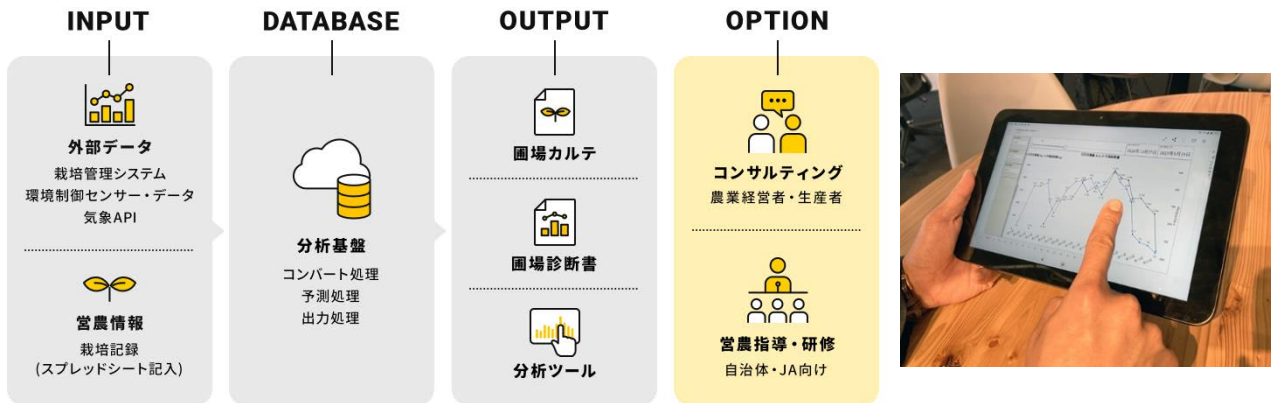 INPUT
外部データ
栽培管理システム
環境制御センサー・データ
気象API
営農情報
栽培記録
(スプレッドシート記入)
DATABASE
分析基盤
コンバート処理
予測処理
出力処理
OUTPUT
圃場カルテ
圃場診断書
分析ツール
OPTION
コンサルティング
農業経営者・生産者
営農指導・研修
自治体・JA向け